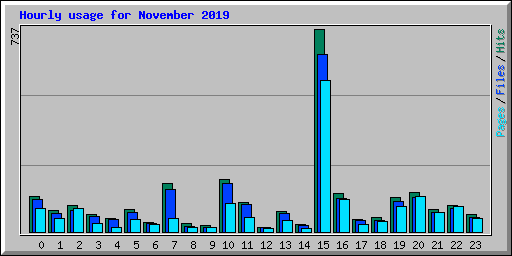 Hourly usage for November 2019
737
Pages/Files/Hits
0 1 2 3 4 5 6 7 8 9 10 11 12 13 14 15 16 17 18 19 20 21 22 23